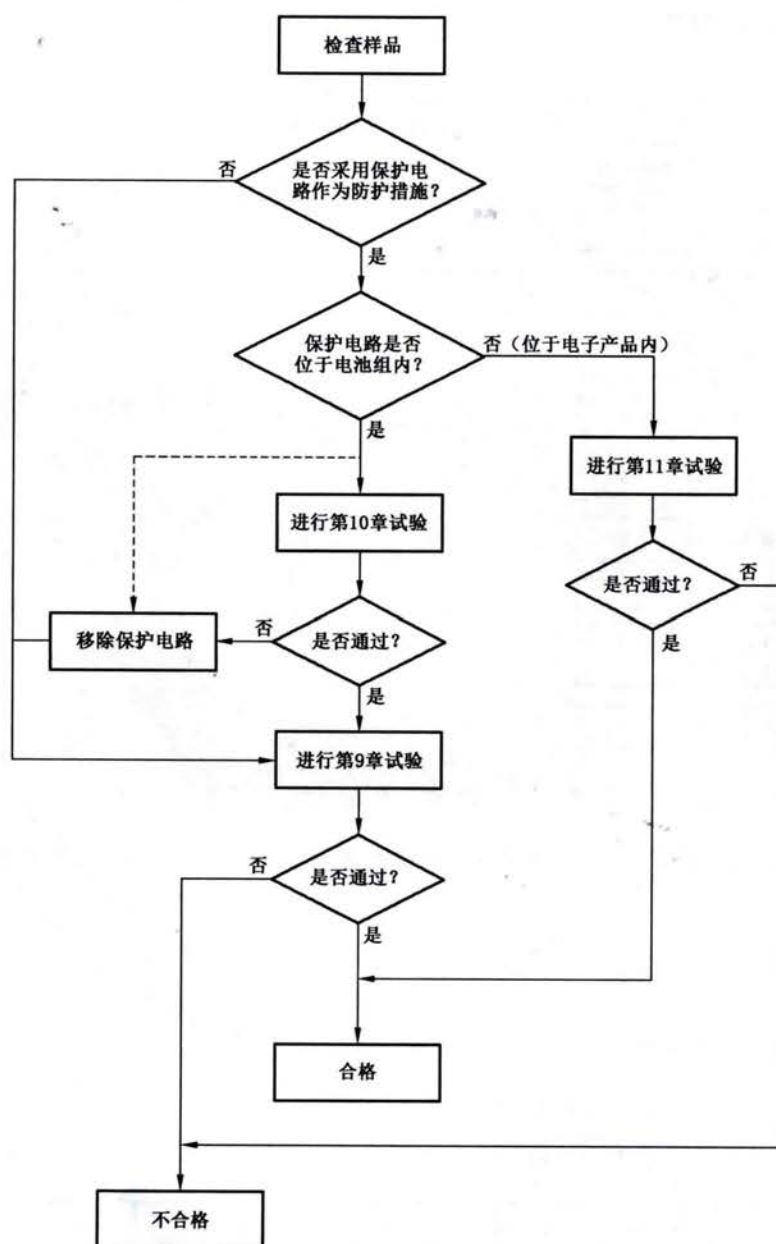 检查样品
否
是否采用保护电
路作为防护措施？
是
保护电路是否
位于电池组内？
否（位于电子产品内）
是
进行第11章试验
进行第10章试验
是否通过？
否
是
移除保护电路
否
是否通过？
是
进行第9章试验
否
是否通过？
是
合格
不合格